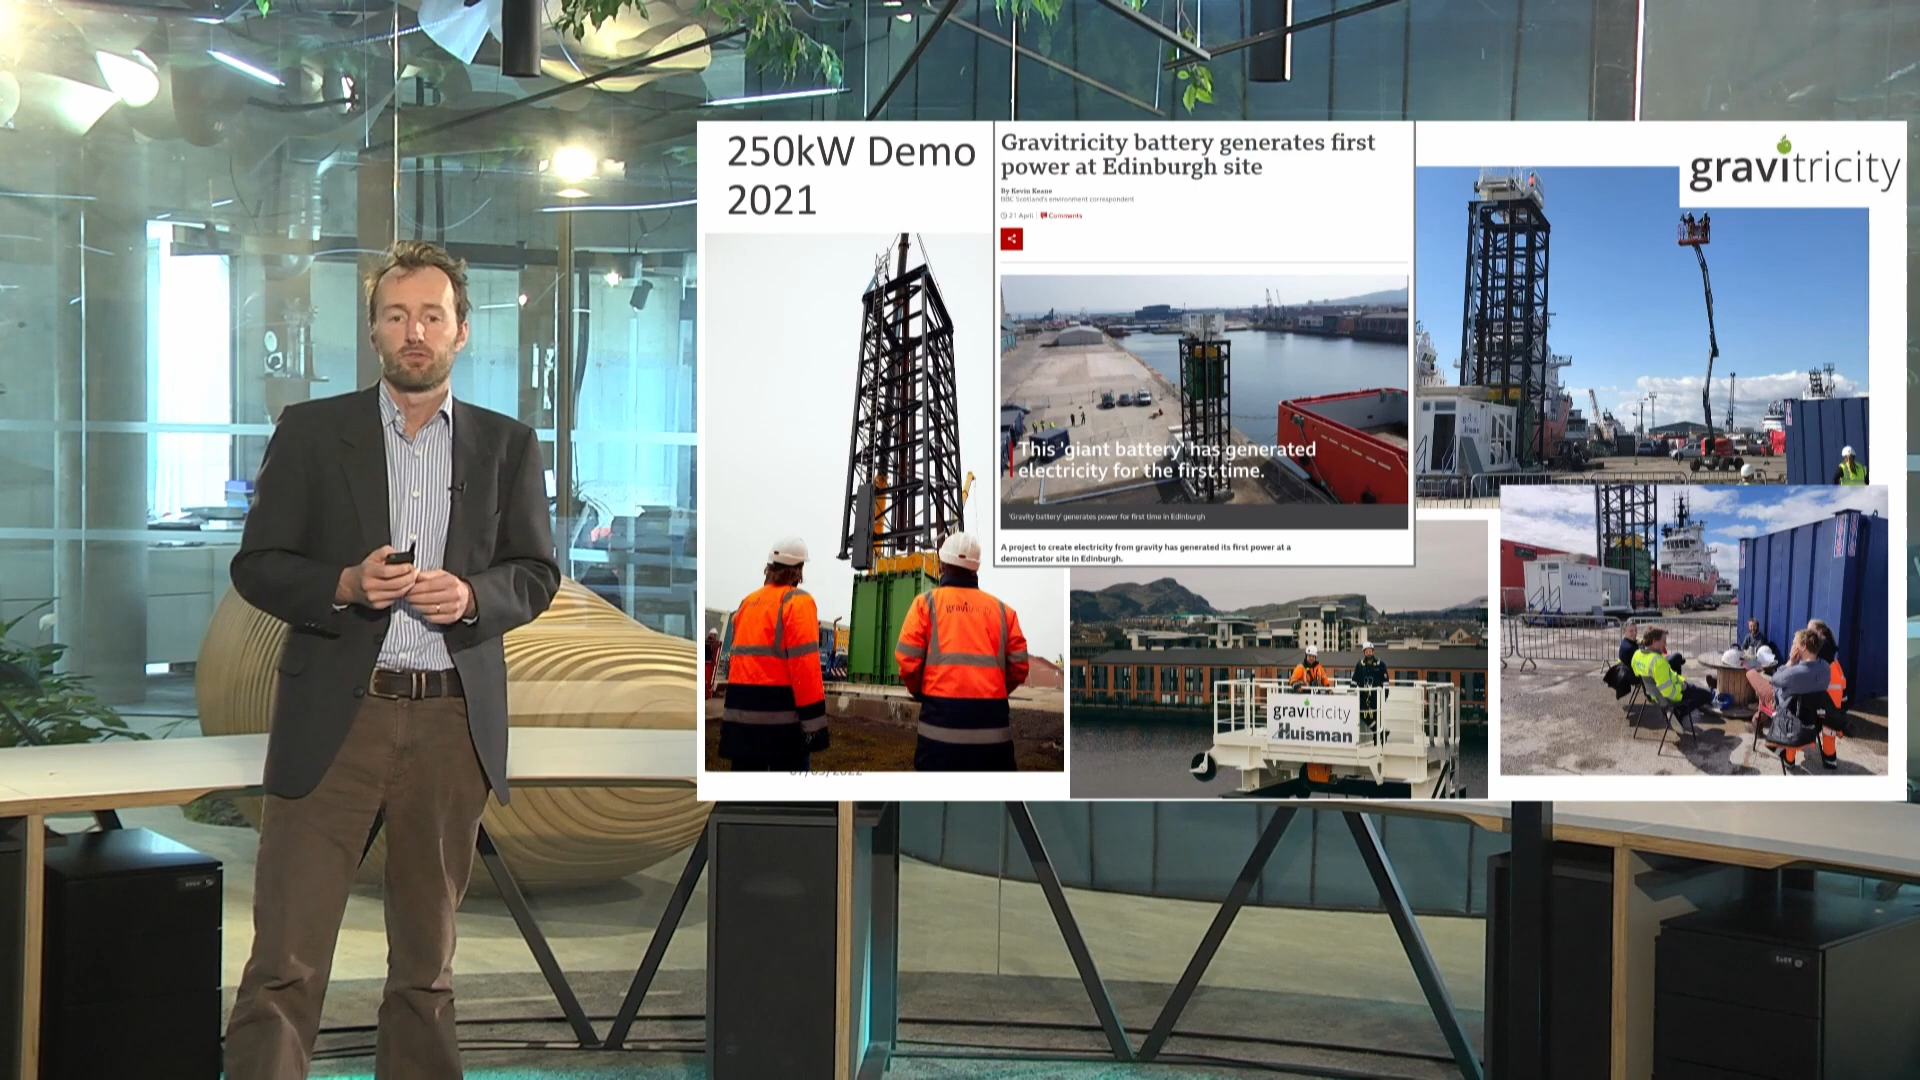 250kW Demo
2021
Gravitricity battery generates first
power at Edinburgh site
By Kevin Keane
BBC Scotland's environment correspondent
21 April
Comments
This 'giant battery' has generated
electricity for the first time.
'Gravity battery' generates power for first time in Edinburgh
A project to create electricity from gravity has generated its first power at a
demonstrator site in Edinburgh.
gravitricity
gravitricity
gravitricity
Huisman